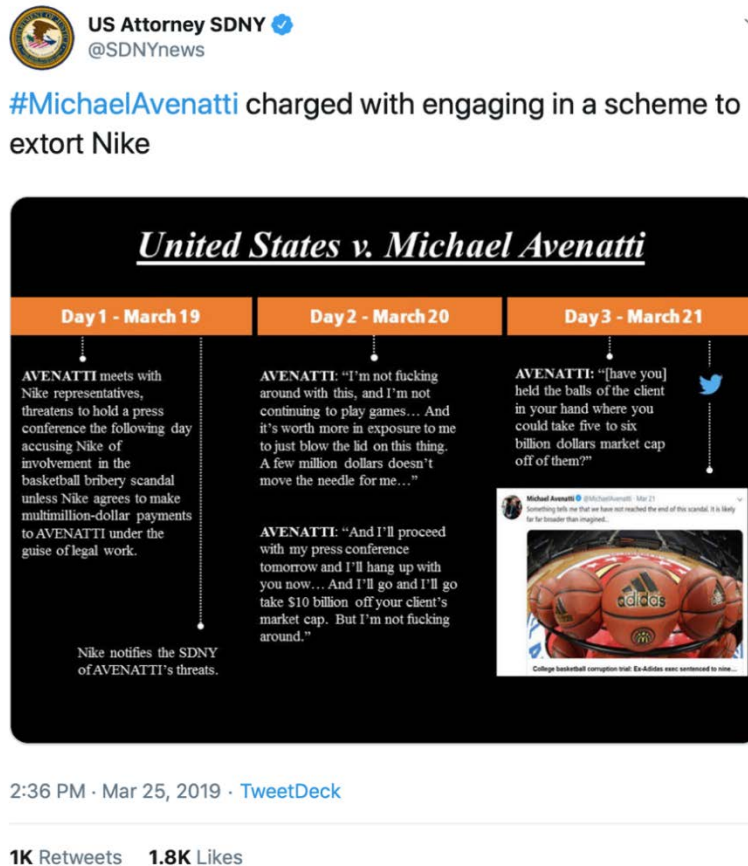 US Attorney SDNY
@SDNYnews
#MichaelAvenatti charged with engaging in a scheme to
extort Nike
United States v. Michael Avenatti
Day 1 - March 19
AVENATTI meets with
Nike representatives,
threatens to hold a press
conference the following day
accusing Nike of
involvement in the
basketball bribery scandal
unless Nike agrees to make
multimillion-dollar payments
to AVENATTI under the
guise of legal work.
Nike notifies the SDNY
of AVENATTI's threats.
Day 2 - March 20
AVENATTI: “I'm not fucking
around with this, and I'm not
continuing to play games… And
it's worth more in exposure to me
to just blow the lid on this thing.
A few million dollars doesn't
move the needle for me…”
AVENATTI: “And I'll proceed
with my press conference
tomorrow and I'll hang up with
you now… And I'll go and I'll go
take $10 billion off your client's
market cap. But I'm not fucking
around.”
Day 3 - March 21
AVENATTI: “[have you]
held the balls of the client
in your hand where you
could take five to six
billion dollars market cap
off of them?”
Michael Avenatti @MichaelAvenatti · Mar 21
Something tells me that we have not reached the end of this scandal. It is likely
far far broader than imagined…
adidas
College basketball corruption trial: Ex-Adidas exec sentenced to nine…
2:36 PM · Mar 25, 2019 · TweetDeck
1K Retweets 1.8K Likes